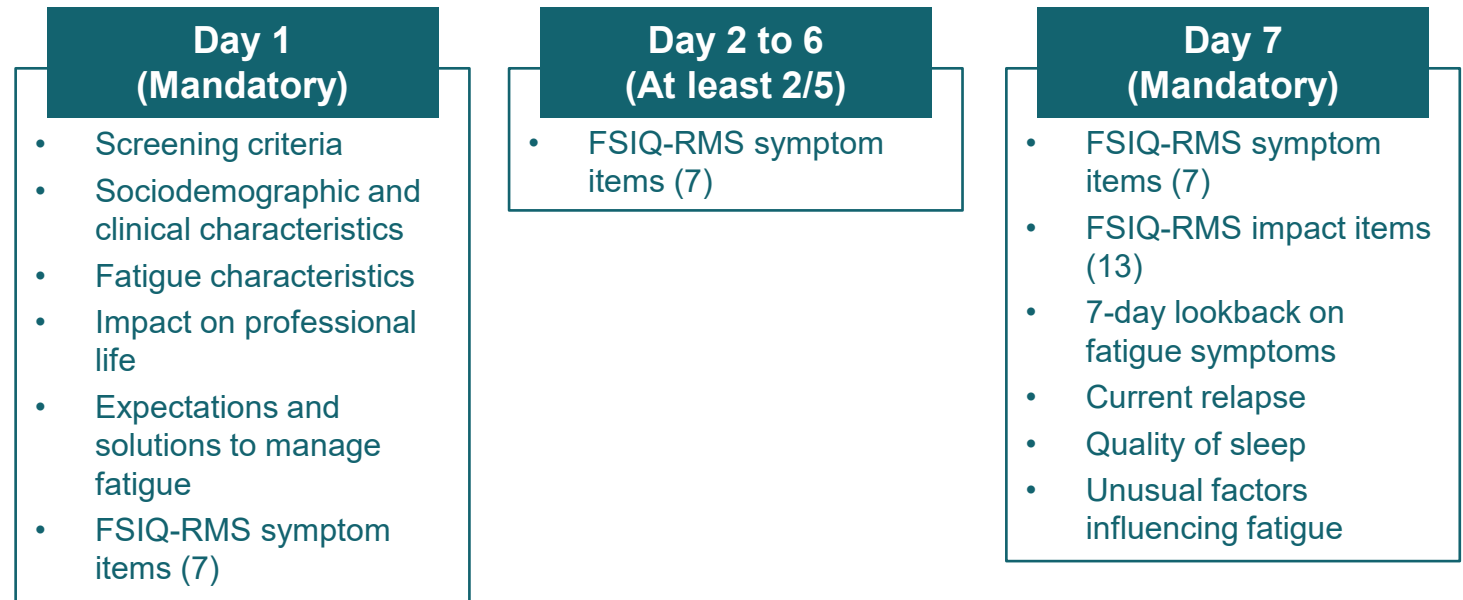 Day 1
(Mandatory)
• Screening criteria
• Sociodemographic and
clinical characteristics
• Fatigue characteristics
• Impact on professional
life
• Expectations and
solutions to manage
fatigue
• FSIQ-RMS symptom
items (7)
Day 2 to 6
(At least 2/5)
• FSIQ-RMS symptom
items (7)
Day 7
(Mandatory)
• FSIQ-RMS symptom
items (7)
• FSIQ-RMS impact items
(13)
• 7-day lookback on
fatigue symptoms
• Current relapse
• Quality of sleep
• Unusual factors
influencing fatigue